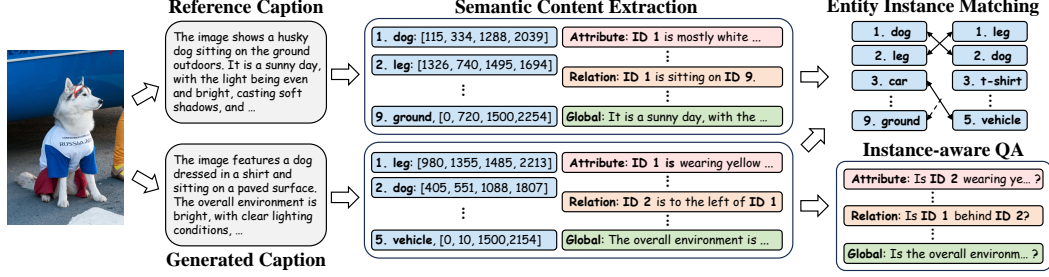 Reference Caption
The image shows a husky
dog sitting on the ground
outdoors. It is a sunny day,
with the light being even
and bright, casting soft
shadows, and ...
The image features a dog
dressed in a shirt and
sitting on a paved surface.
The overall environment is
bright, with clear lighting
conditions, ...
Generated Caption
Semantic Content Extraction
1. dog: [115, 334, 1288, 2039]
2. leg: [1326, 740, 1495, 1694]
9. ground, [0, 720, 1500,2254]
Attribute: ID 1 is mostly white ...
Relation: ID 1 is sitting on ID 9.
Global: It is a sunny day, with the ...
1. leg: [980, 1355, 1485, 2213]
2. dog: [405, 551, 1088, 1807]
5. vehicle, [0, 10, 1500,2154]
Attribute: ID 1 is wearing yellow ...
Relation: ID 2 is to the left of ID 1
Global: The overall environment is ...
Entity Instance Matching
1. dog
2. leg
3. car
9. ground
1. leg
2. dog
3. t-shirt
5. vehicle
Instance-aware QA
Attribute: Is ID 2 wearing ye... ?
Relation: Is ID 1 behind ID 2?
Global: Is the overall environm... ?